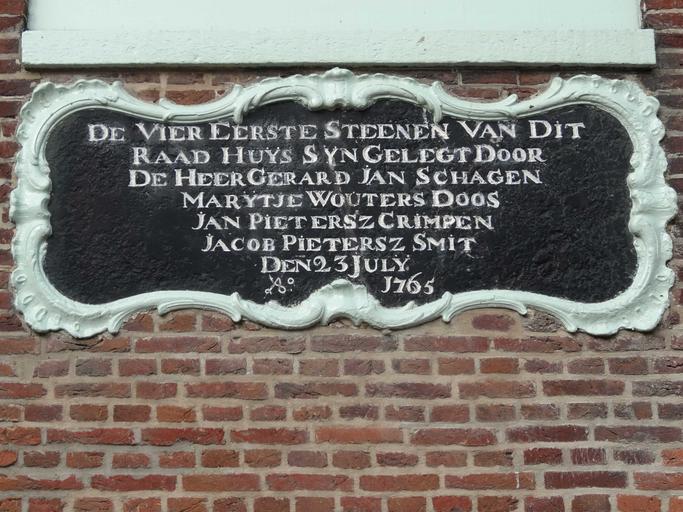 DE VIER EERSTE STEENEN VAN DIT
RAAD HUYS SYN GELEGT DOOR
DE HEER GERARD JAN SCHAGEN
MARYTJE WOUTERS DOOS
JAN PIETERSZ CRIMPEN
JACOB PIETERSZ SMIT
DEN 23 JULY
Aº: 1765